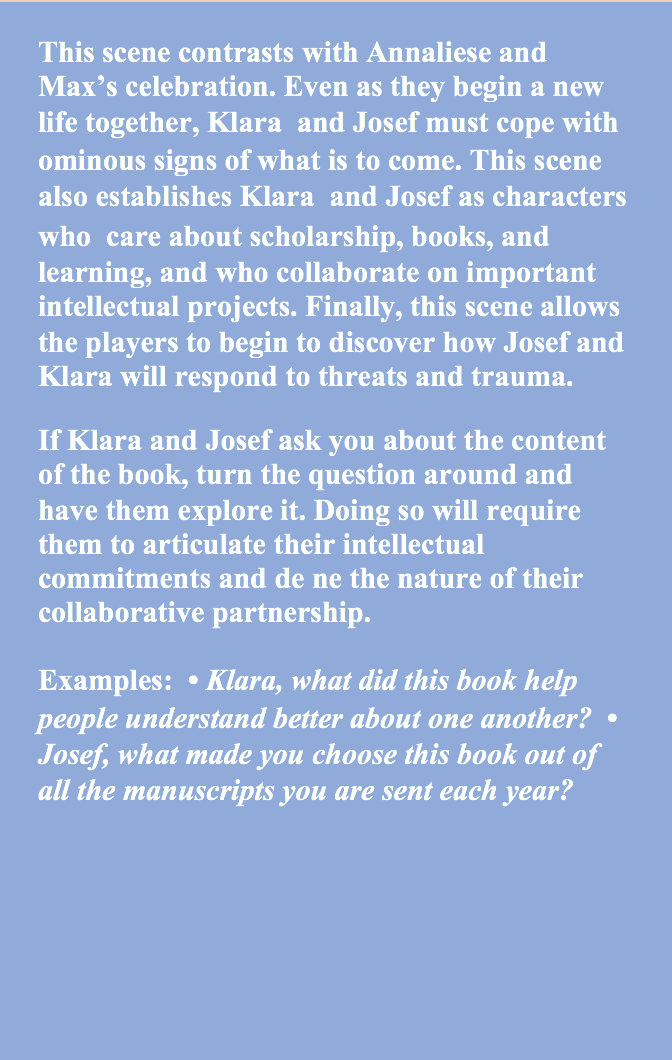 This scene contrasts with Annaliese and
Max’s celebration. Even as they begin a new
life together, Klara  and Josef must cope with
ominous signs of what is to come. This scene
also establishes Klara  and Josef as characters
who  care about scholarship, books, and
learning, and who collaborate on important
intellectual projects. Finally, this scene allows
the players to begin to discover how Josef and
Klara will respond to threats and trauma.
If Klara and Josef ask you about the content
of the book, turn the question around and
have them explore it. Doing so will require
them to articulate their intellectual
commitments and de ne the nature of their
collaborative partnership.
Examples:  • Klara, what did this book help
people understand better about one another?  •
Josef, what made you choose this book out of
all the manuscripts you are sent each year?